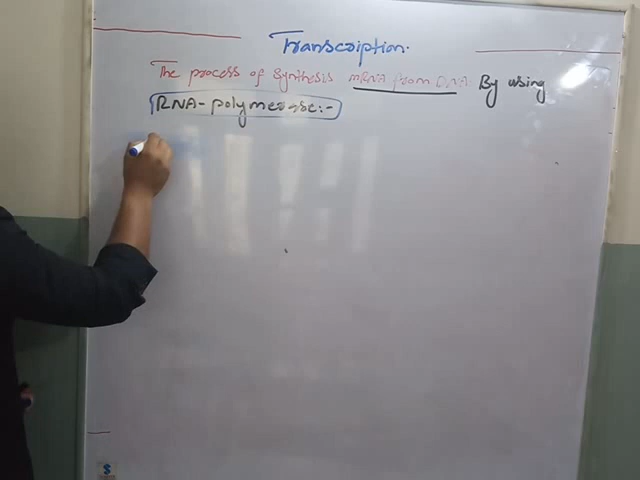 Transcription.
The process of synthesis mRNA from DNA By using
RNA-polymerase:-